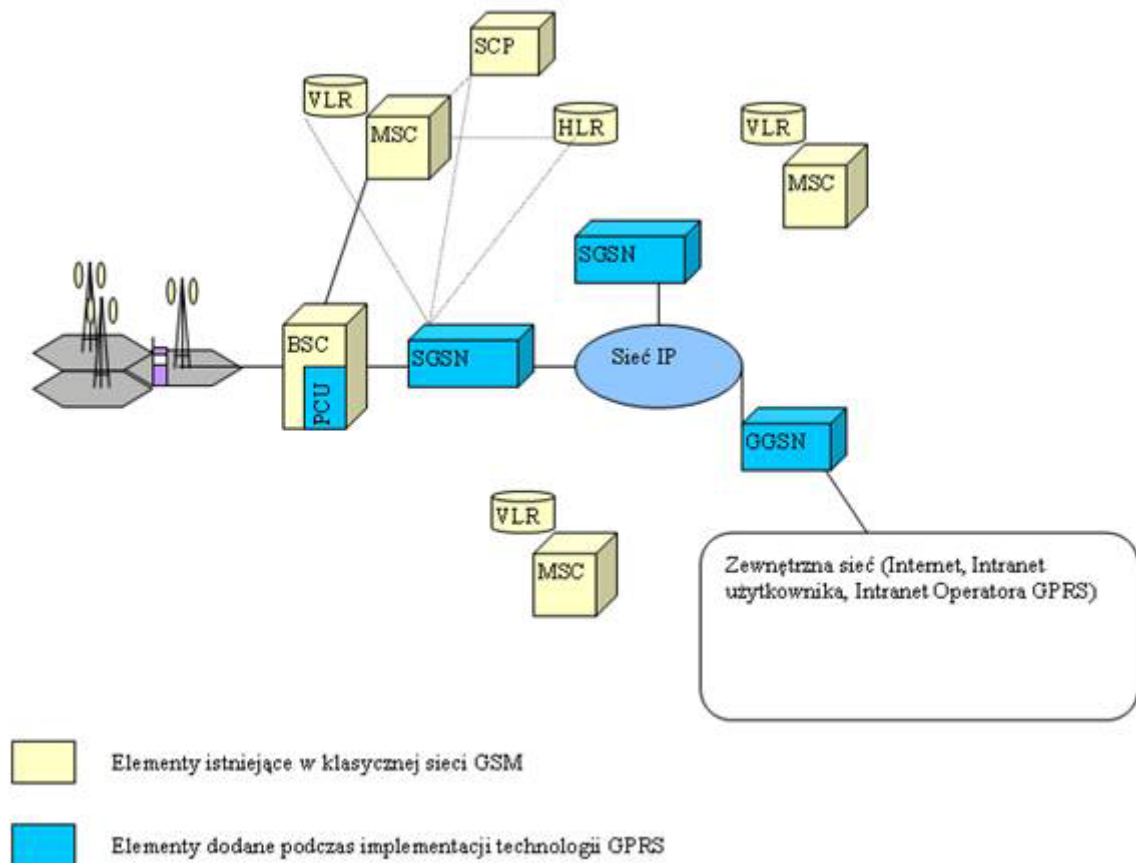 SCP
VLR
MSC
HLR
VLR
MSC
SGSN
BSC
PCU
SGSN
Sieć IP
GGSN
VLR
MSC
Zewnętrzna sieć (Internet, Intranet
użytkownika, Intranet Operatora GPRS)
Elementy istniejące w klasycznej sieci GSM
Elementy dodane podczas implementacji technologii GPRS